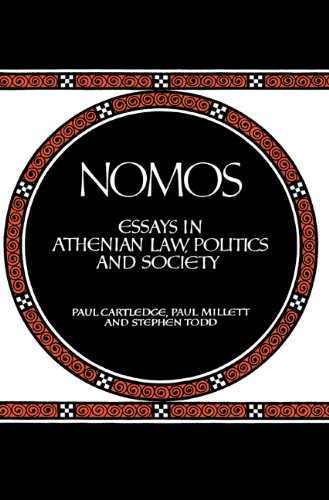 NOMOS
ESSAYS IN
ATHENIAN LAW, POLITICS
AND SOCIETY
PAUL CARTLEDGE, PAUL MILLETT
AND STEPHEN TODD